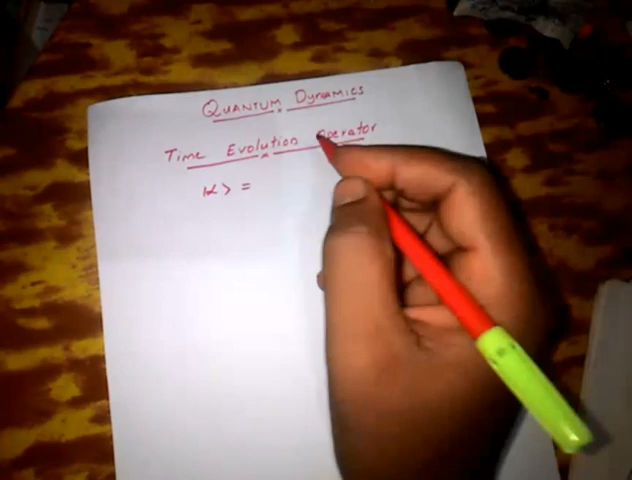 QUANTUM DYNAMICS
Time Evolution Operator
|α> =